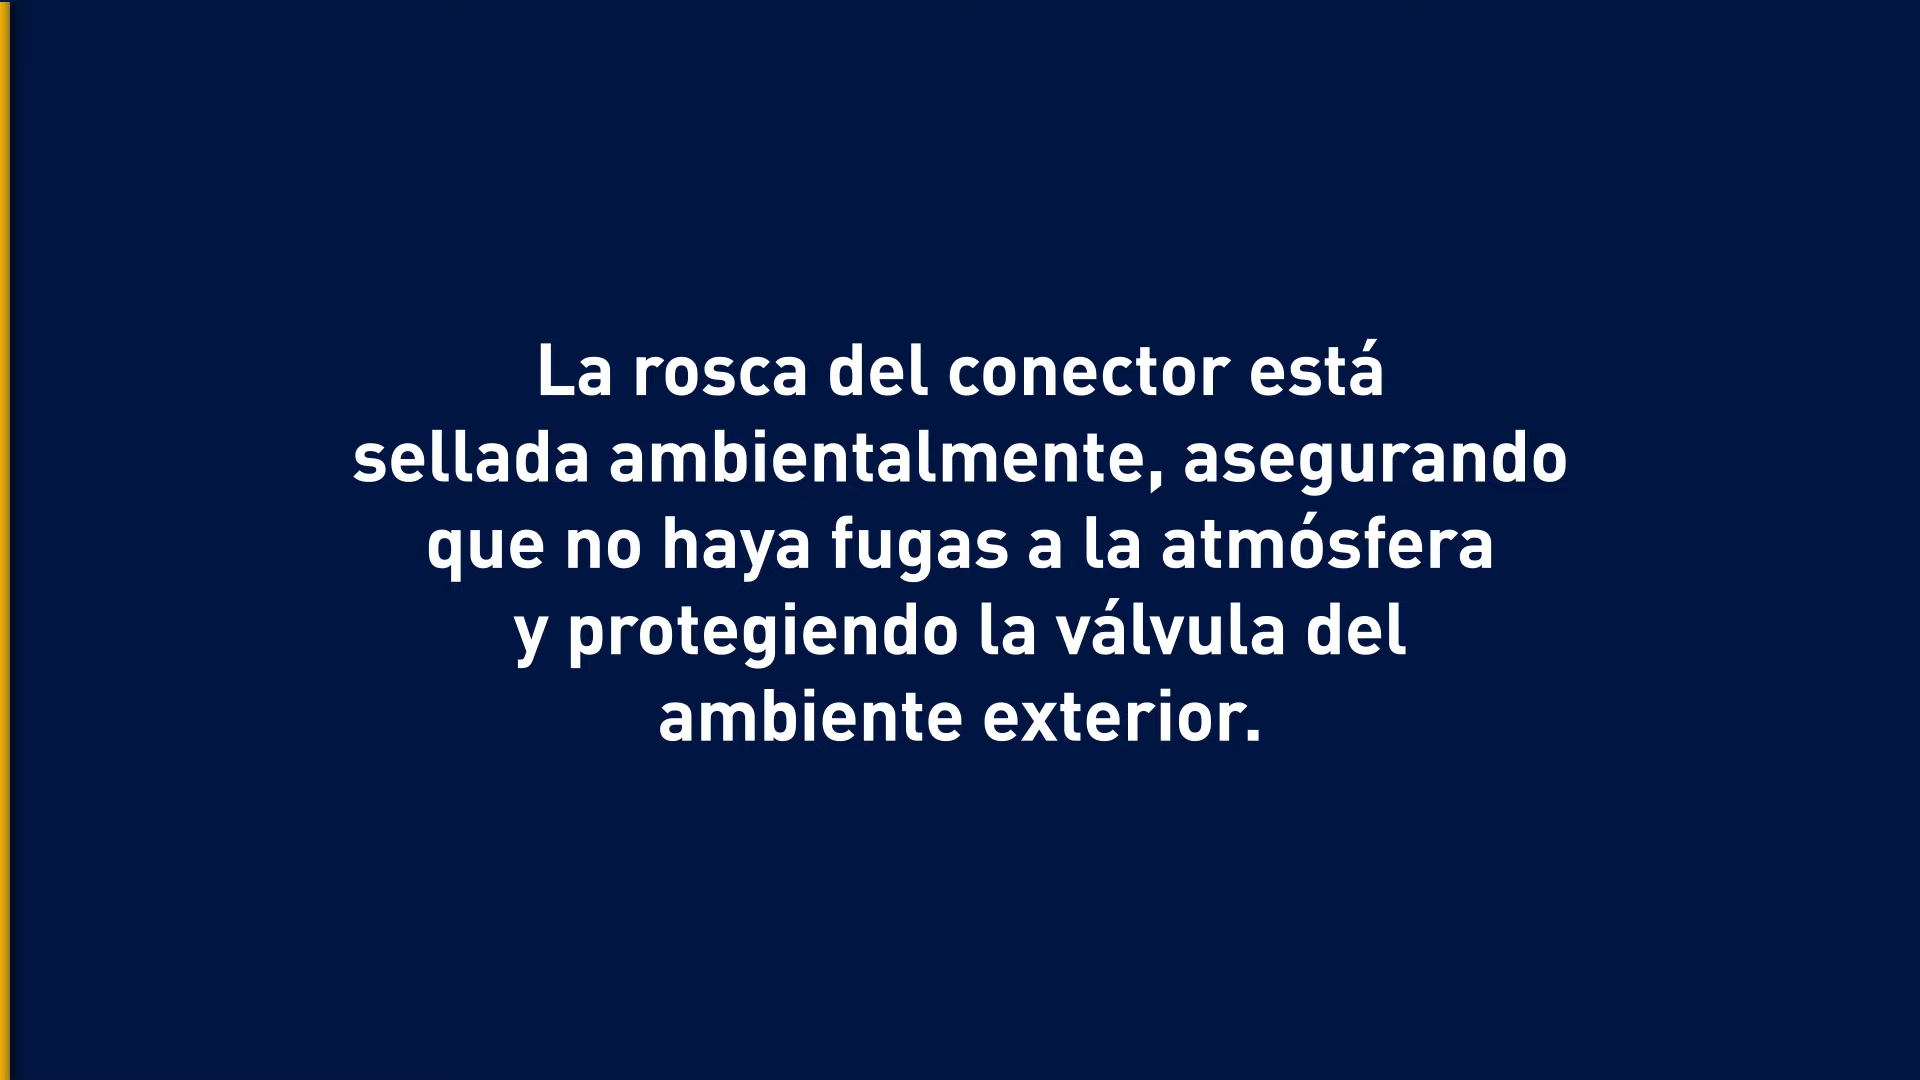 La rosca del conector está
sellada ambientalmente, asegurando
que no haya fugas a la atmósfera
y protegiendo la válvula del
ambiente exterior.